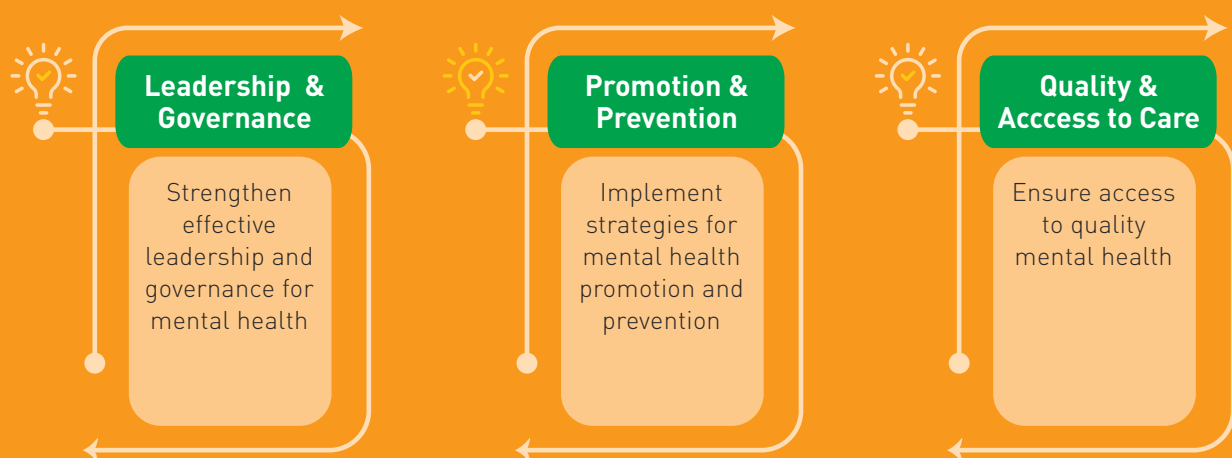 Leadership &
Governance
Strengthen
effective
leadership and
governance for
mental health
Promotion &
Prevention
Implement
strategies for
mental health
promotion and
prevention
Quality &
Acccess to Care
Ensure access
to quality
mental health